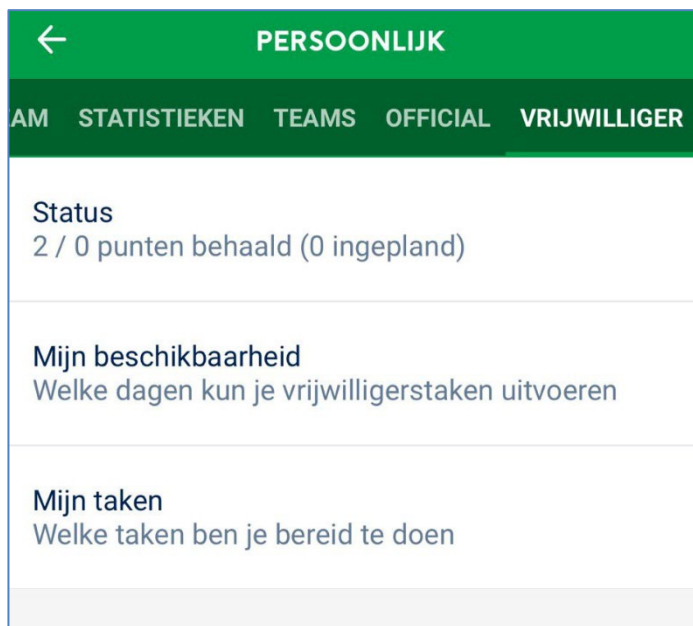 PERSOONLIJK
AM STATISTIEKEN TEAMS OFFICIAL VRIJWILLIGER
Status
2 / 0 punten behaald (0 ingepland)
Mijn beschikbaarheid
Welke dagen kun je vrijwilligerstaken uitvoeren
Mijn taken
Welke taken ben je bereid te doen